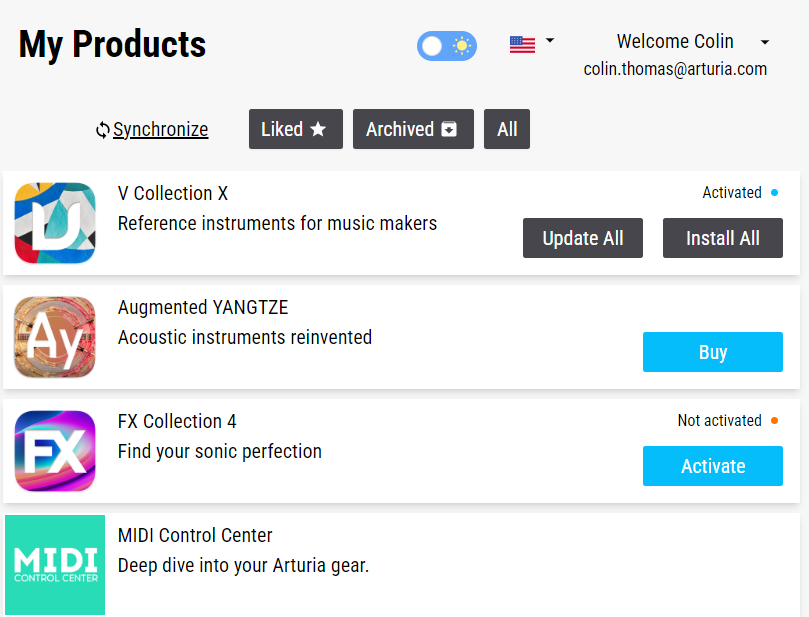 My Products
Welcome Colin
colin.thomas@arturia.com
Synchronize
Liked
Archived
All
V Collection X
Activated
Reference instruments for music makers
Update All
Install All
Ay
Augmented YANGTZE
Acoustic instruments reinvented
Buy
FX
FX Collection 4
Not activated
Find your sonic perfection
Activate
MIDI
CONTROL CENTER
MIDI Control Center
Deep dive into your Arturia gear.